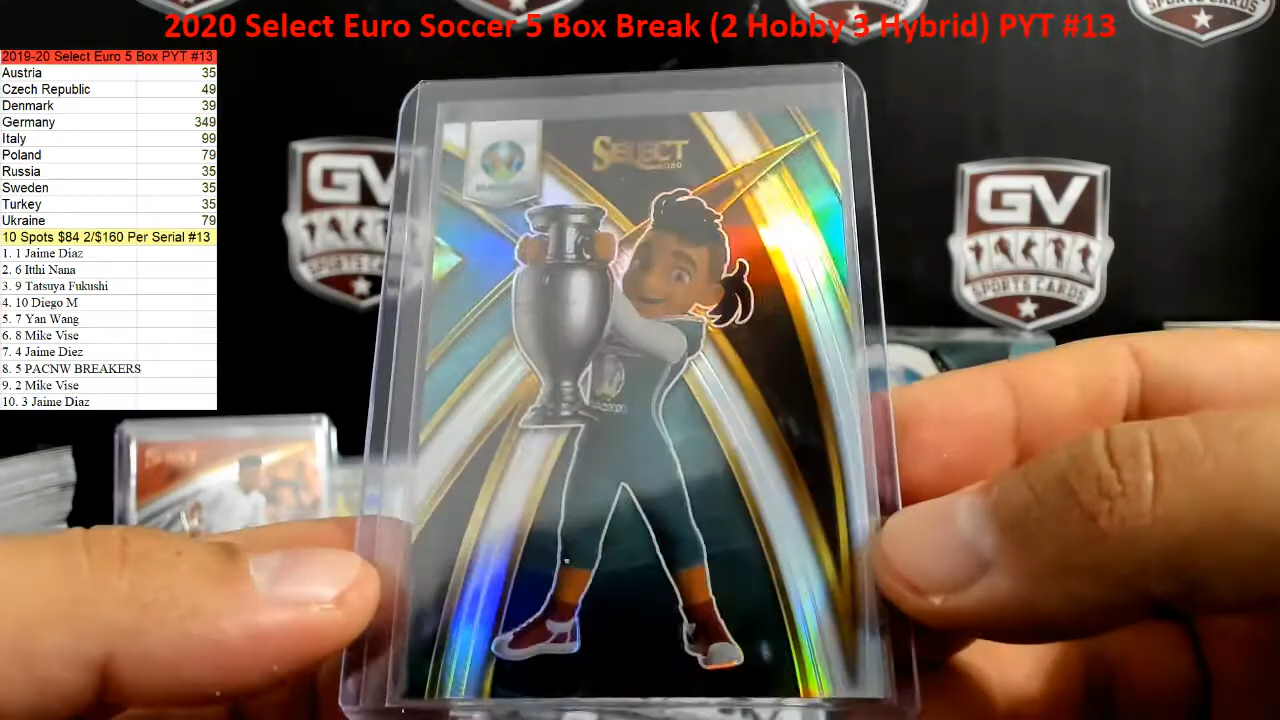 2020 Select Euro Soccer 5 Box Break (2 Hobby 3 Hybrid) PYT #13
2019-20 Select Euro 5 Box PYT #13
Austria 35
Czech Republic 49
Denmark 39
Germany 349
Italy 99
Poland 79
Russia 35
Sweden 35
Turkey 35
Ukraine 79
10 Spots $84 2/$160 Per Serial #13
1. 1 Jaime Diaz
2. 6 Itthi Nana
3. 9 Tatsuya Fukushi
4. 10 Diego M
5. 7 Yan Wang
6. 8 Mike Vise
7. 4 Jaime Diez
8. 5 PACNW BREAKERS
9. 2 Mike Vise
10. 3 Jaime Diaz
SELECT
2020
GV
SPORTS CARDS
GV
SPORTS CARDS
SPORTS CARDS